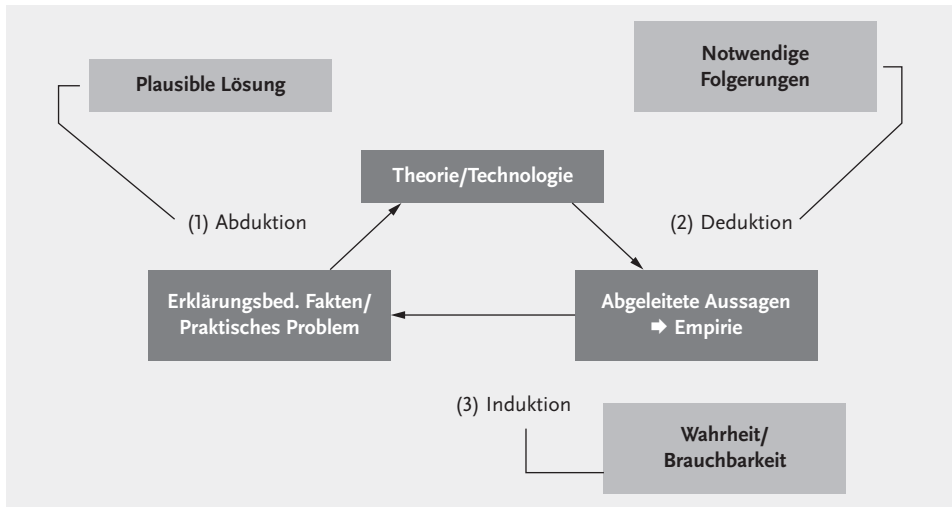 Plausible Lösung
Notwendige
Folgerungen
Theorie/Technologie
(1) Abduktion
(2) Deduktion
Erklärungsbed. Fakten/
Praktisches Problem
Abgeleitete Aussagen
➡ Empirie
(3) Induktion
Wahrheit/
Brauchbarkeit